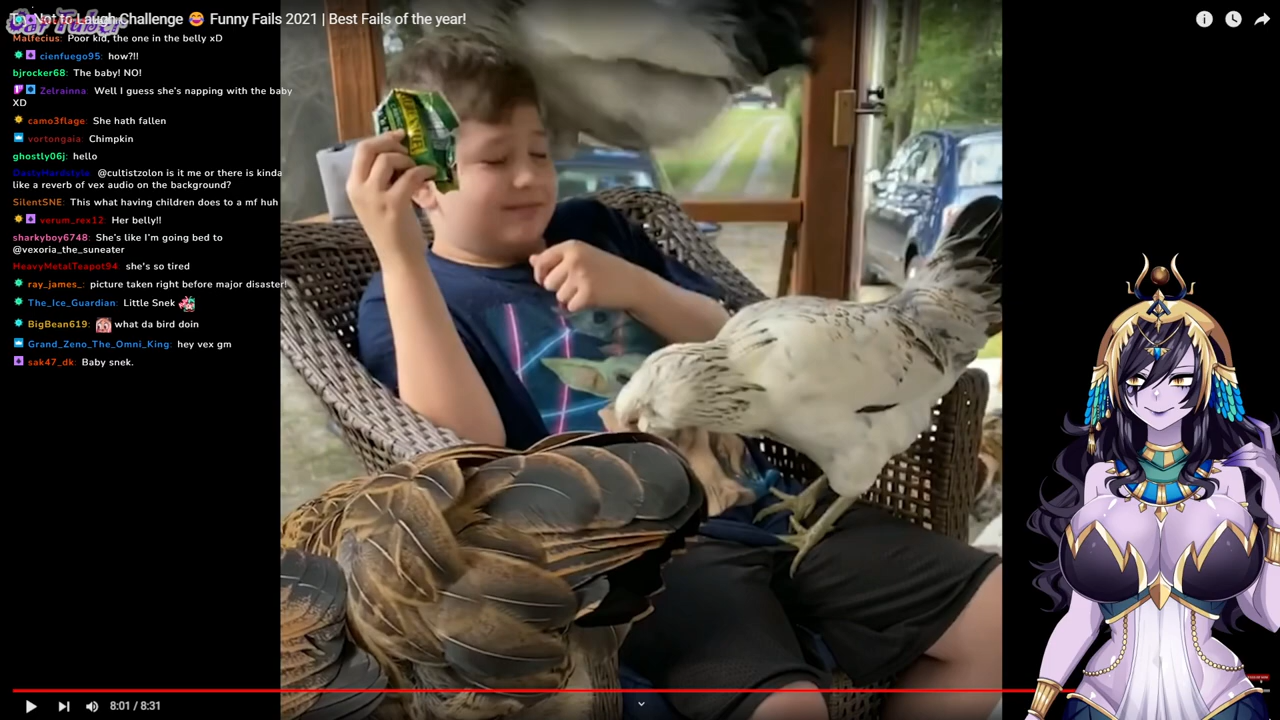 Not to Laugh Challenge 😂 Funny Fails 2021 | Best Fails of the year!
Malfecius: Poor kid, the one in the belly xD
cienfuego95: how?!!
bjrocker68: The baby! NO!
Zelrainna: Well I guess she's napping with the baby
XD
camo3flage: She hath fallen
vortongaia: Chimpkin
ghostly06j: hello
DustyHardstyle: @cultistzolon is it me or there is kinda
like a reverb of vex audio on the background?
SilentSNE: This what having children does to a mf huh
verum_rex12: Her belly!!
sharkyboy6748: She's like I'm going bed to
@vexoria_the_suneater
HeavyMetalTeapot94: she's so tired
ray_james_: picture taken right before major disaster!
The_Ice_Guardian: Little Snek
BigBean619: what da bird doin
Grand_Zeno_The_Omni_King: hey vex gm
sak47_dk: Baby snek.
8:01 / 8:31